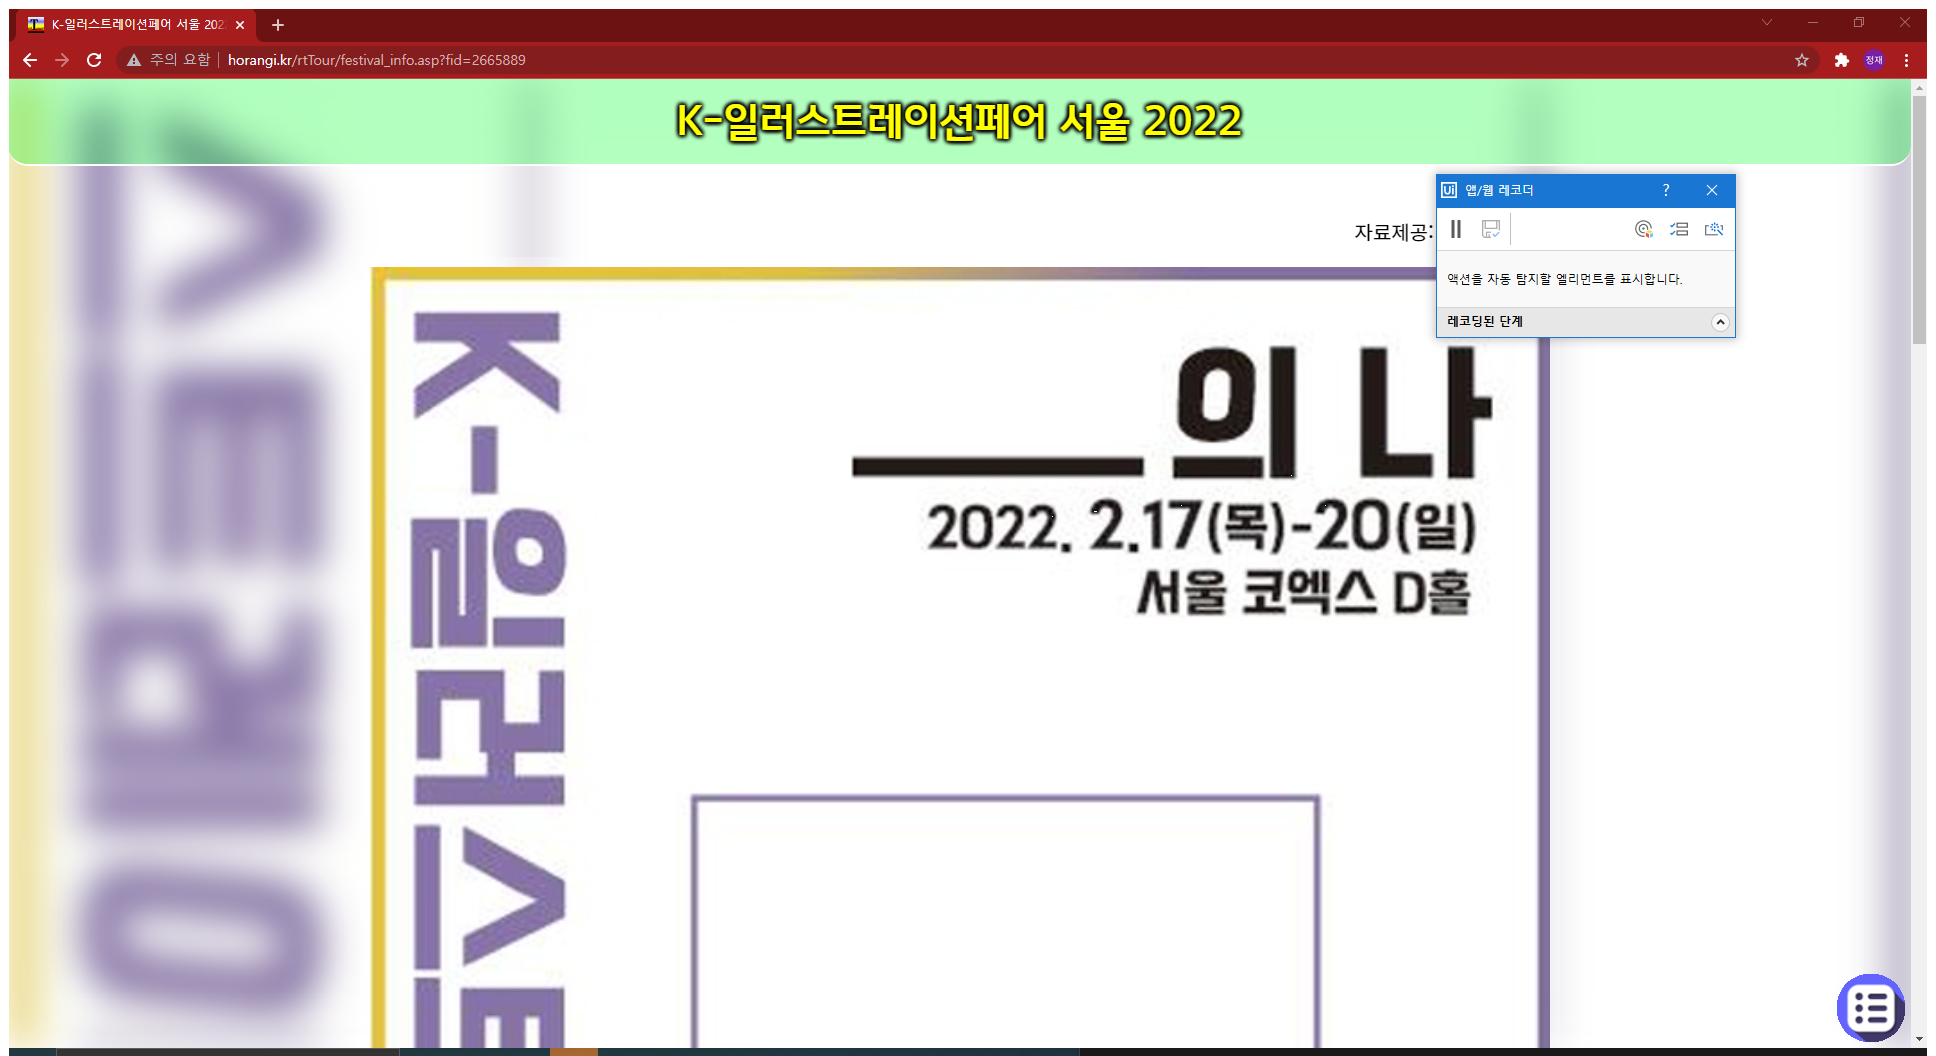 K-일러스트레이션페어 서울 202
주의 요함
horangi.kr/rtTour/festival_info.asp?fid=2665889
정재
K-일러스트레이션페어 서울 2022
자료제공:
Ui 앱/웹 레코더
?
액션을 자동 탐지할 엘리먼트를 표시합니다.
레코딩된 단계
의 나
2022. 2.17(목)-20(일)
서울 코엑스 D홀
K-일러스트